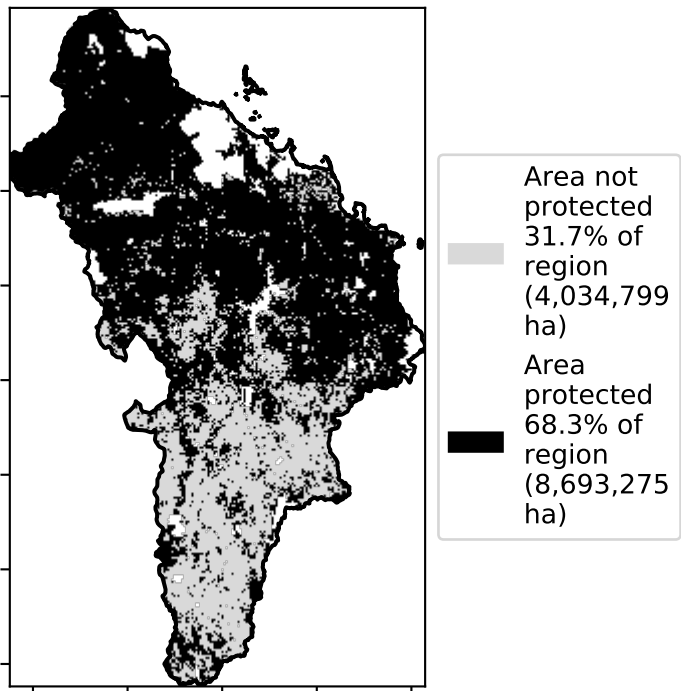 Area not
protected
31.7% of
region
(4,034,799
ha)
Area
protected
68.3% of
region
(8,693,275
ha)